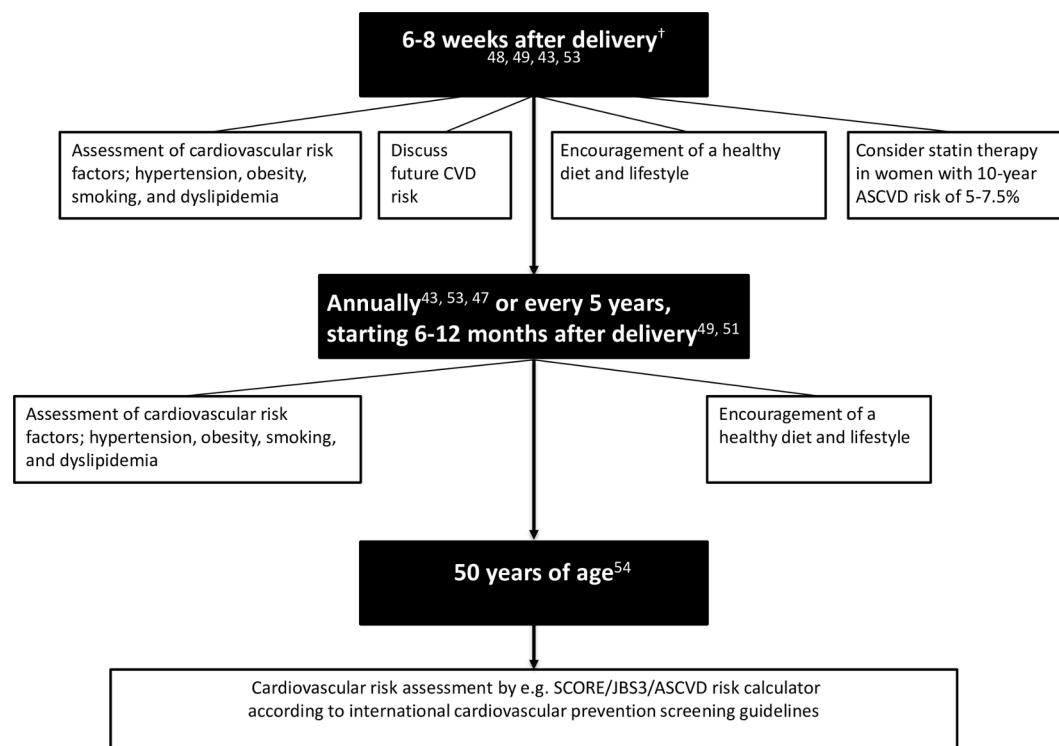 6-8 weeks after delivery†
48, 49, 43, 53
Assessment of cardiovascular risk
factors; hypertension, obesity,
smoking, and dyslipidemia
Discuss
future CVD
risk
Encouragement of a healthy
diet and lifestyle
Consider statin therapy
in women with 10-year
ASCVD risk of 5-7.5%
Annually43, 53, 47 or every 5 years,
starting 6-12 months after delivery49, 51
Assessment of cardiovascular risk
factors; hypertension, obesity, smoking,
and dyslipidemia
Encouragement of a
healthy diet and lifestyle
50 years of age54
Cardiovascular risk assessment by e.g. SCORE/JBS3/ASCVD risk calculator
according to international cardiovascular prevention screening guidelines